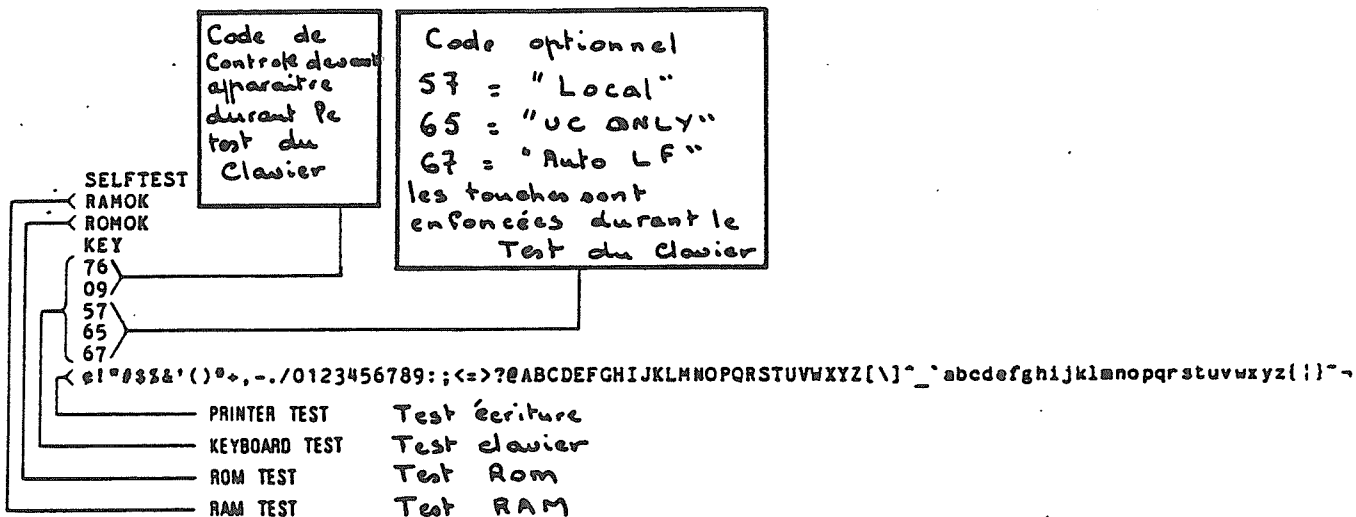 Code de
Controle devant
apparaitre
durant le
test du
Clavier
Code optionnel
57 = "Local"
65 = "UC ONLY"
67 = "Auto LF"
les touches sont
enfoncées durant le
Test du Clavier
SELFTEST
RAMOK
ROMOK
KEY
76
09
57
65
67
¢!"#$%&'()*+,-./0123456789:;<=>?@ABCDEFGHIJKLMNOPQRSTUVWXYZ[\]^_`abcdefghijklmnopqrstuvwxyz{¦}~¬
PRINTER TEST Test écriture
KEYBOARD TEST Test clavier
ROM TEST Test Rom
RAM TEST Test RAM